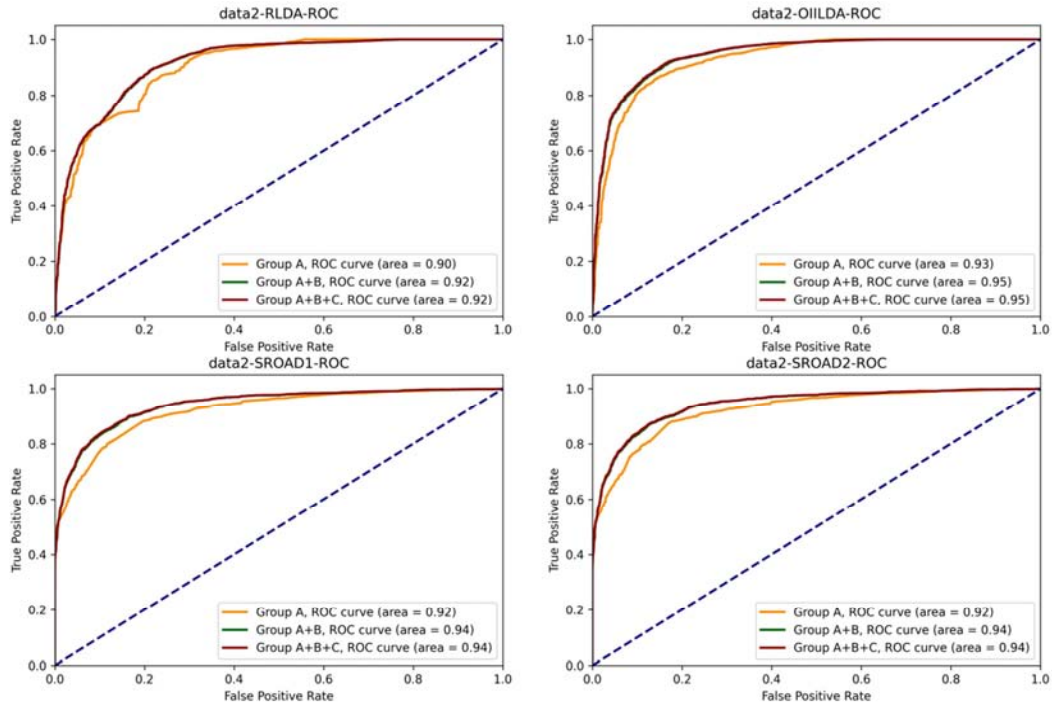 data2-RLDA-ROC
1.0
0.8
0.6
0.4
0.2
0.0
True Positive Rate
Group A, ROC curve (area = 0.90)
Group A+B, ROC curve (area = 0.92)
Group A+B+C, ROC curve (area = 0.92)
0.0 0.2 0.4 0.6 0.8 1.0
False Positive Rate
data2-OIILDA-ROC
1.0
0.8
0.6
0.4
0.2
0.0
True Positive Rate
Group A, ROC curve (area = 0.93)
Group A+B, ROC curve (area = 0.95)
Group A+B+C, ROC curve (area = 0.95)
0.0 0.2 0.4 0.6 0.8 1.0
False Positive Rate
data2-SROAD1-ROC
1.0
0.8
0.6
0.4
0.2
0.0
True Positive Rate
Group A, ROC curve (area = 0.92)
Group A+B, ROC curve (area = 0.94)
Group A+B+C, ROC curve (area = 0.94)
0.0 0.2 0.4 0.6 0.8 1.0
False Positive Rate
data2-SROAD2-ROC
1.0
0.8
0.6
0.4
0.2
0.0
True Positive Rate
Group A, ROC curve (area = 0.92)
Group A+B, ROC curve (area = 0.94)
Group A+B+C, ROC curve (area = 0.94)
0.0 0.2 0.4 0.6 0.8 1.0
False Positive Rate